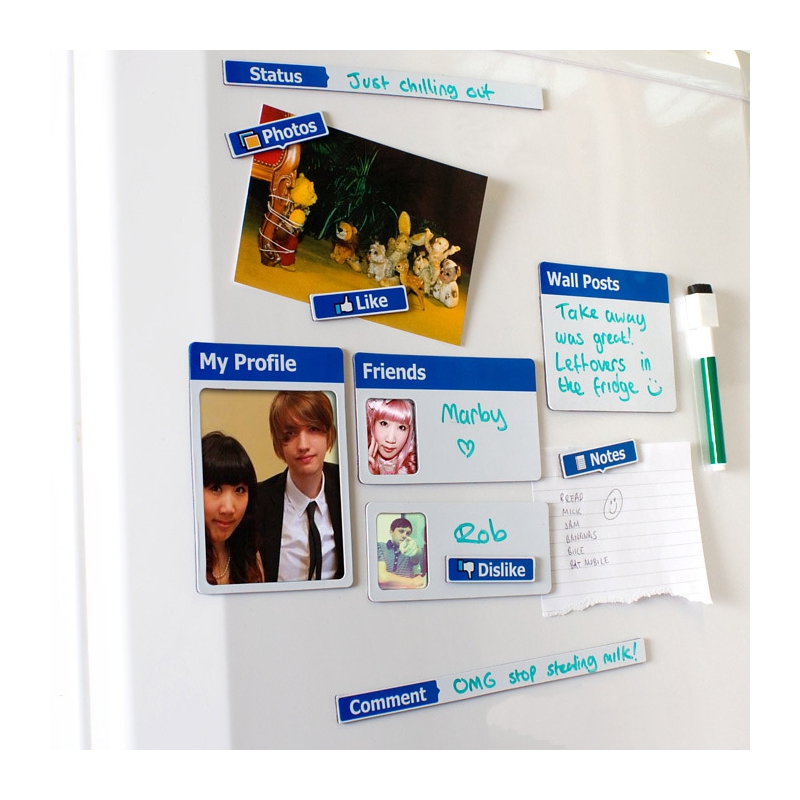 Status
Just chilling out
Photos
Like
Wall Posts
Take away
was great!
Leftovers in
the fridge
My Profile
Friends
Marby
Rob
Dislike
Notes
BREAD
MILK
JAM
BANANAS
RICE
BAT MOBILE
Comment
OMG stop stealing milk!